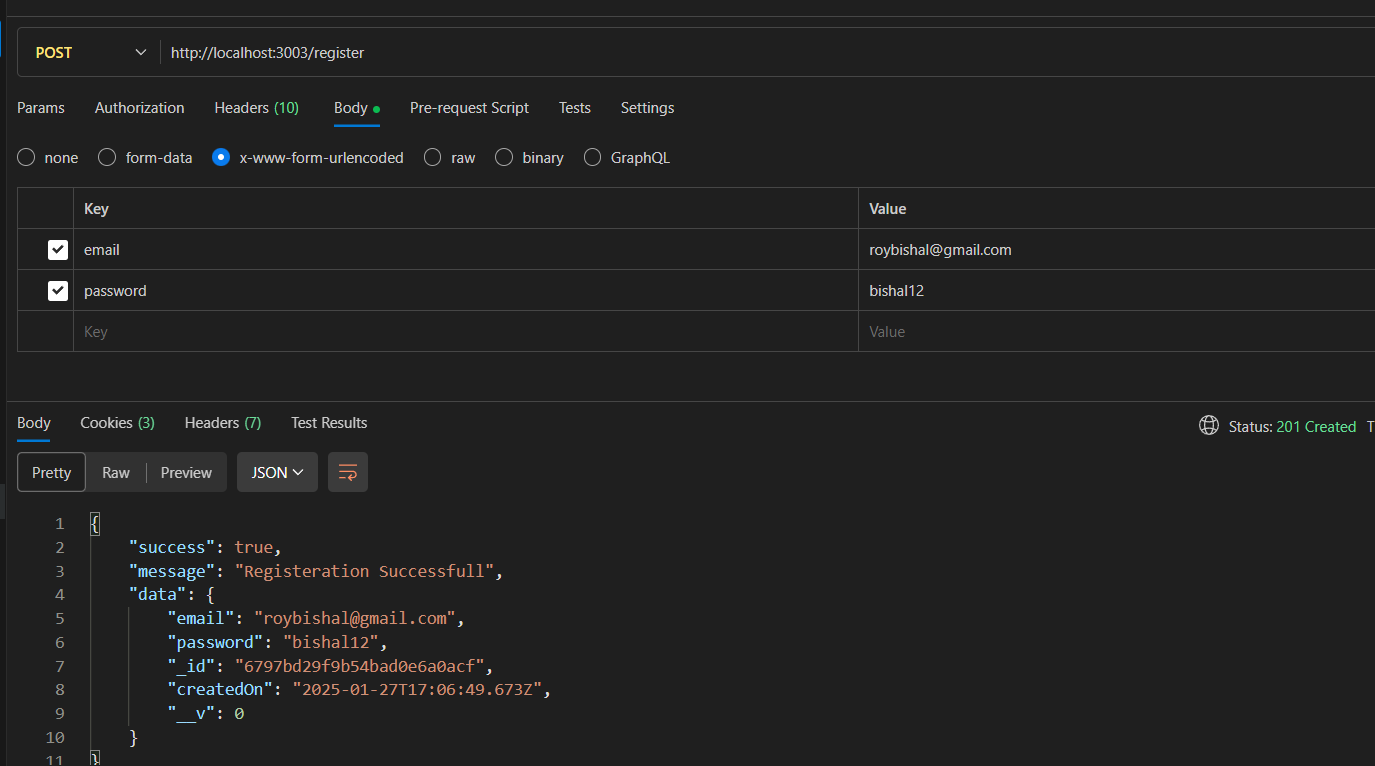 POST http://localhost:3003/register
Params Authorization Headers (10) Body Pre-request Script Tests Settings
none form-data x-www-form-urlencoded raw binary GraphQL
Key Value
email roybishal@gmail.com
password bishal12
Key Value
Body Cookies (3) Headers (7) Test Results Status: 201 Created T
Pretty Raw Preview JSON
1 {
2 "success": true,
3 "message": "Registeration Successfull",
4 "data": {
5 "email": "roybishal@gmail.com",
6 "password": "bishal12",
7 "_id": "6797bd29f9b54bad0e6a0acf",
8 "createdOn": "2025-01-27T17:06:49.673Z",
9 "__v": 0
10 }
11 }